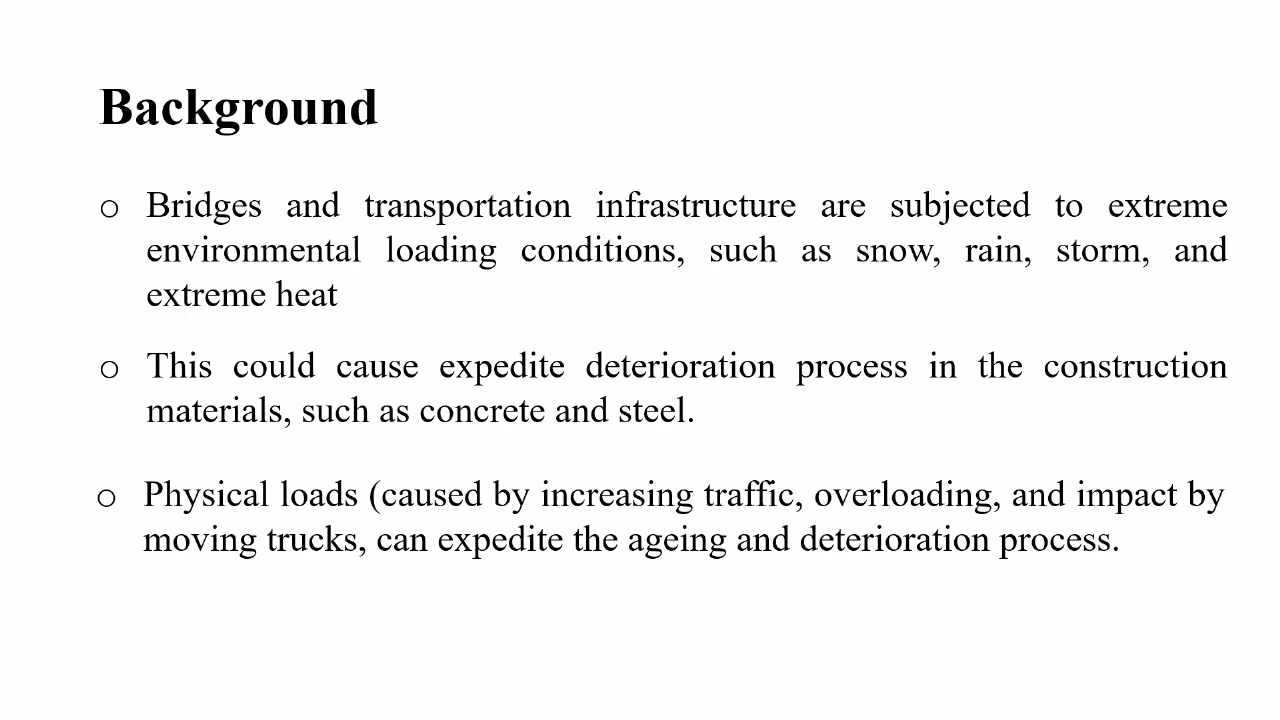 Background
o Bridges and transportation infrastructure are subjected to extreme
environmental loading conditions, such as snow, rain, storm, and
extreme heat
o This could cause expedite deterioration process in the construction
materials, such as concrete and steel.
o Physical loads (caused by increasing traffic, overloading, and impact by
moving trucks, can expedite the ageing and deterioration process.